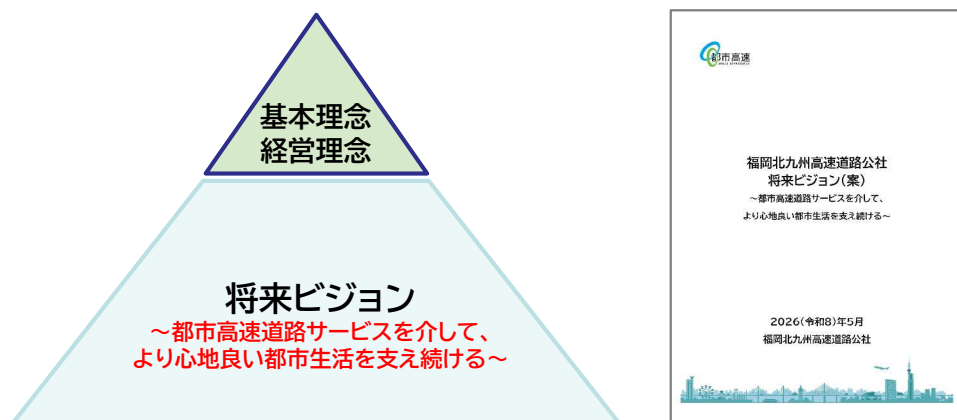 基本理念
経営理念
将来ビジョン
~都市高速道路サービスを介して、
より心地良い都市生活を支え続ける~
都市高速
福岡北九州高速道路公社
将来ビジョン(案)
~都市高速道路サービスを介して、
より心地良い都市生活を支え続ける~
2026(令和8)年5月
福岡北九州高速道路公社